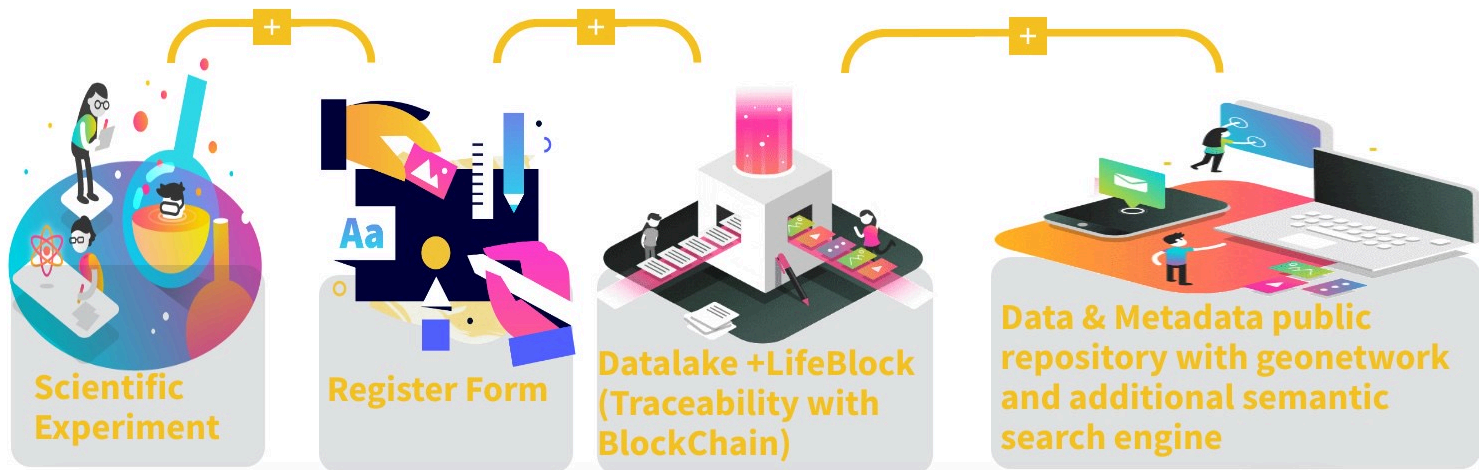 +
+
+
Aa
Scientific
Experiment
Register Form
Datalake +LifeBlock
(Traceability with
BlockChain)
Data & Metadata public
repository with geonetwork
and additional semantic
search engine